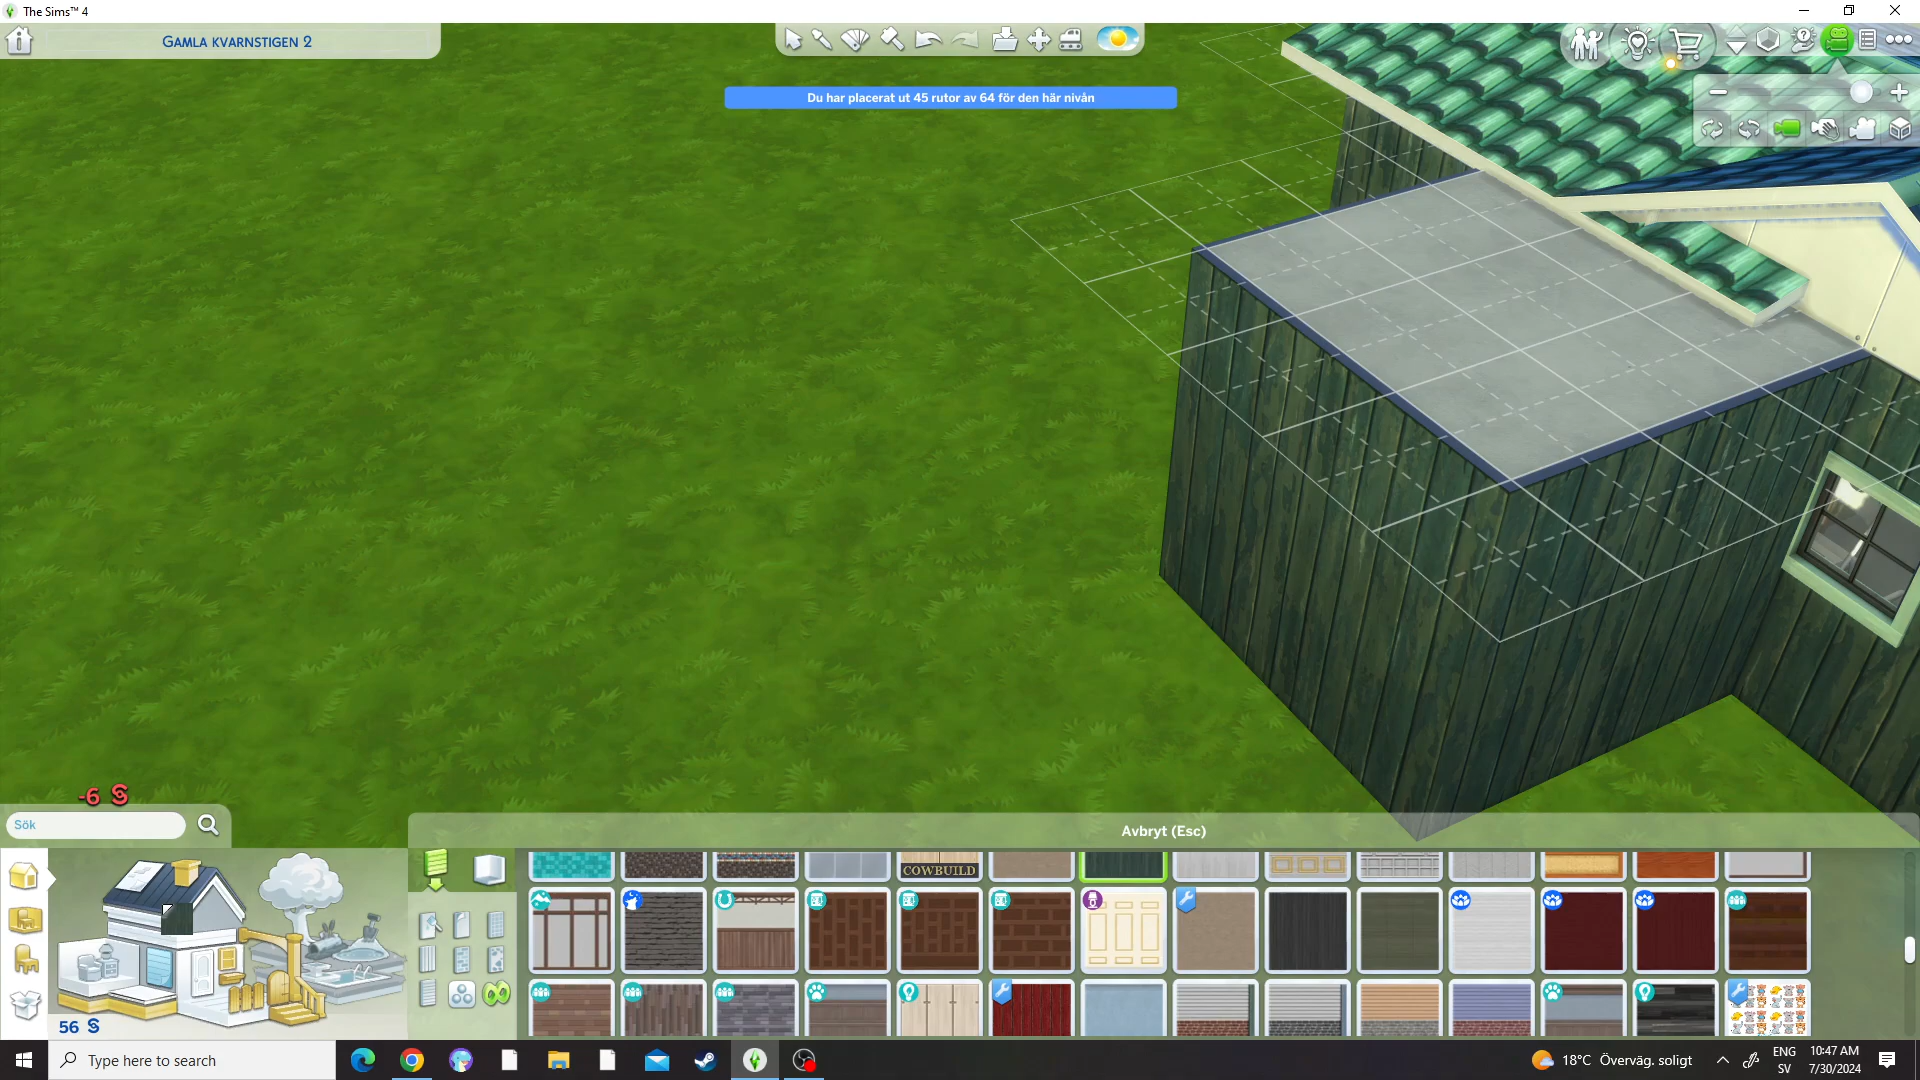 The Sims™ 4
Gamla kvarnstigen 2
Du har placerat ut 45 rutor av 64 för den här nivån
-6
Sök
Avbryt (Esc)
COWBUILD
56
Type here to search
18°C Överväg. soligt
ENG
SV
10:47 AM
7/30/2024